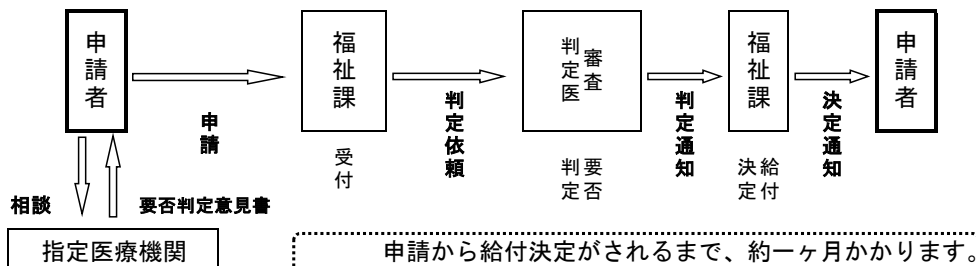 申請者
申請
福祉課
受付
判定依頼
審査
判定医
要否
判定
判定通知
福祉課
給付
決定
決定通知
申請者
相談
要否判定意見書
指定医療機関
申請から給付決定がされるまで、約一ヶ月かかります。